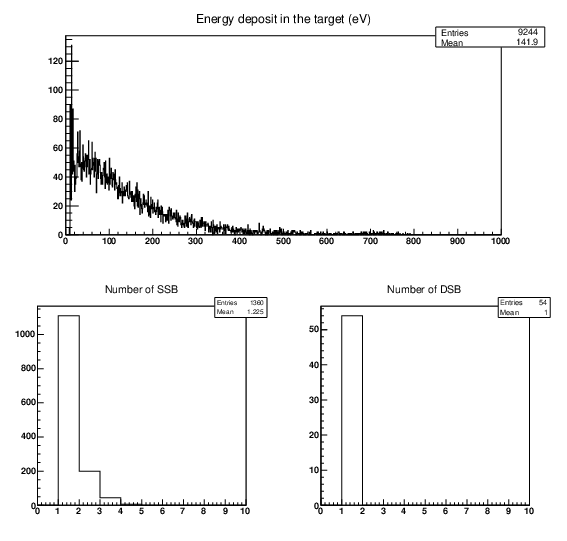 Energy deposit in the target (eV)
Entries 9244
Mean 141.9
120
100
80
60
40
20
0
0 100 200 300 400 500 600 700 800 900 1000
Number of SSB
Entries 1360
Mean 1.225
1000
800
600
400
200
0
0 1 2 3 4 5 6 7 8 9 10
Number of DSB
Entries 54
Mean 1
50
40
30
20
10
0
0 1 2 3 4 5 6 7 8 9 10